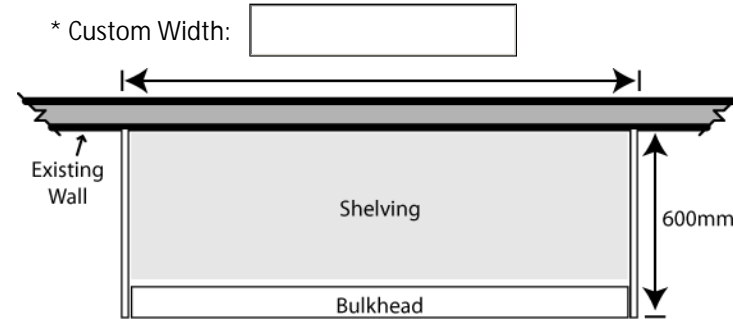 * Custom Width:
Existing
Wall
Shelving
600mm
Bulkhead